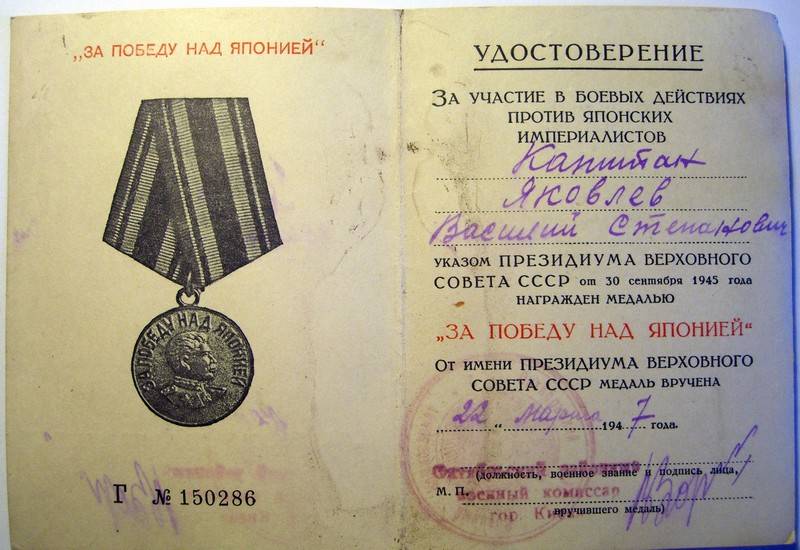 „ЗА ПОБЕДУ НАД ЯПОНИЕЙ“
ЗА ПОБЕДУ НАД ЯПОНИЕЙ
Г № 150286
УДОСТОВЕРЕНИЕ
ЗА УЧАСТИЕ В БОЕВЫХ ДЕЙСТВИЯХ
ПРОТИВ ЯПОНСКИХ
ИМПЕРИАЛИСТОВ
Капитан
Яковлев
Василий Степанович
УКАЗОМ ПРЕЗИДИУМА ВЕРХОВНОГО
СОВЕТА СССР от 30 сентября 1945 года
НАГРАЖДЕН МЕДАЛЬЮ
„ЗА ПОБЕДУ НАД ЯПОНИЕЙ“
ОТ ИМЕНИ ПРЕЗИДИУМА ВЕРХОВНОГО
СОВЕТА СССР МЕДАЛЬ ВРУЧЕНА
„22“ марта 1947 года.
районный
(должность, военное звание и подпись лица,
М. П.
военный комиссар
вручившего медаль)
гор.